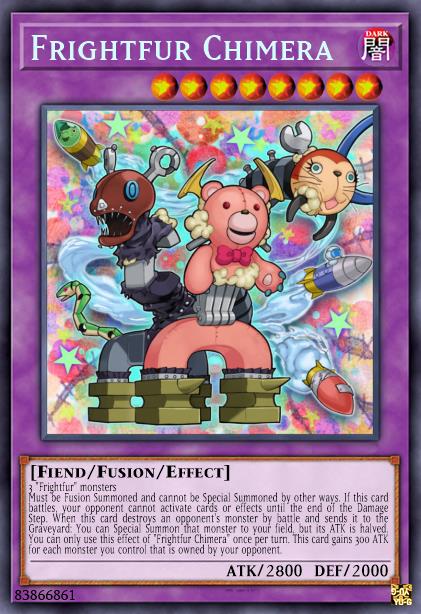 Frightfur Chimera
DARK
闇
[Fiend/Fusion/Effect]
3 "Frightfur" monsters
Must be Fusion Summoned and cannot be Special Summoned by other ways. If this card
battles, your opponent cannot activate cards or effects until the end of the Damage
Step. When this card destroys an opponent's monster by battle and sends it to the
Graveyard: You can Special Summon that monster to your field, but its ATK is halved.
You can only use this effect of "Frightfur Chimera" once per turn. This card gains 300 ATK
for each monster you control that is owned by your opponent.
ATK/2800 DEF/2000
83866861